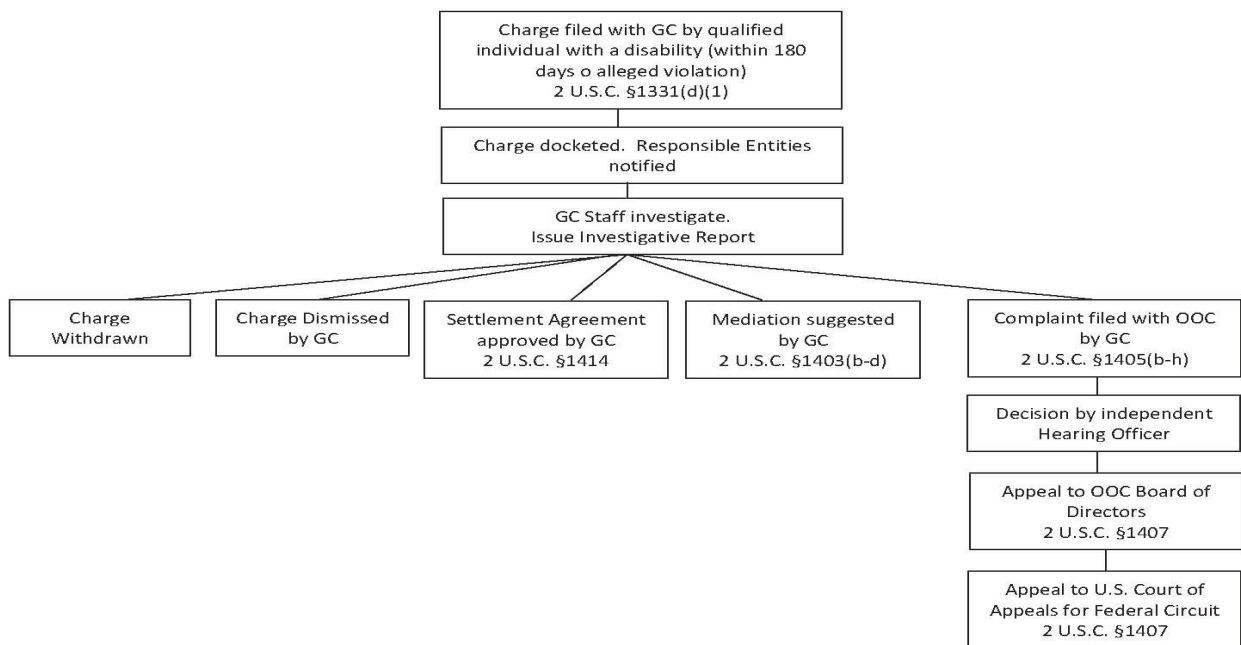 Charge filed with GC by qualified
individual with a disability (within 180
days o alleged violation)
2 U.S.C. §1331(d)(1)
Charge docketed. Responsible Entities
notified
GC Staff investigate.
Issue Investigative Report
Charge
Withdrawn
Charge Dismissed
by GC
Settlement Agreement
approved by GC
2 U.S.C. §1414
Mediation suggested
by GC
2 U.S.C. §1403(b-d)
Complaint filed with OOC
by GC
2 U.S.C. §1405(b-h)
Decision by independent
Hearing Officer
Appeal to OOC Board of
Directors
2 U.S.C. §1407
Appeal to U.S. Court of
Appeals for Federal Circuit
2 U.S.C. §1407